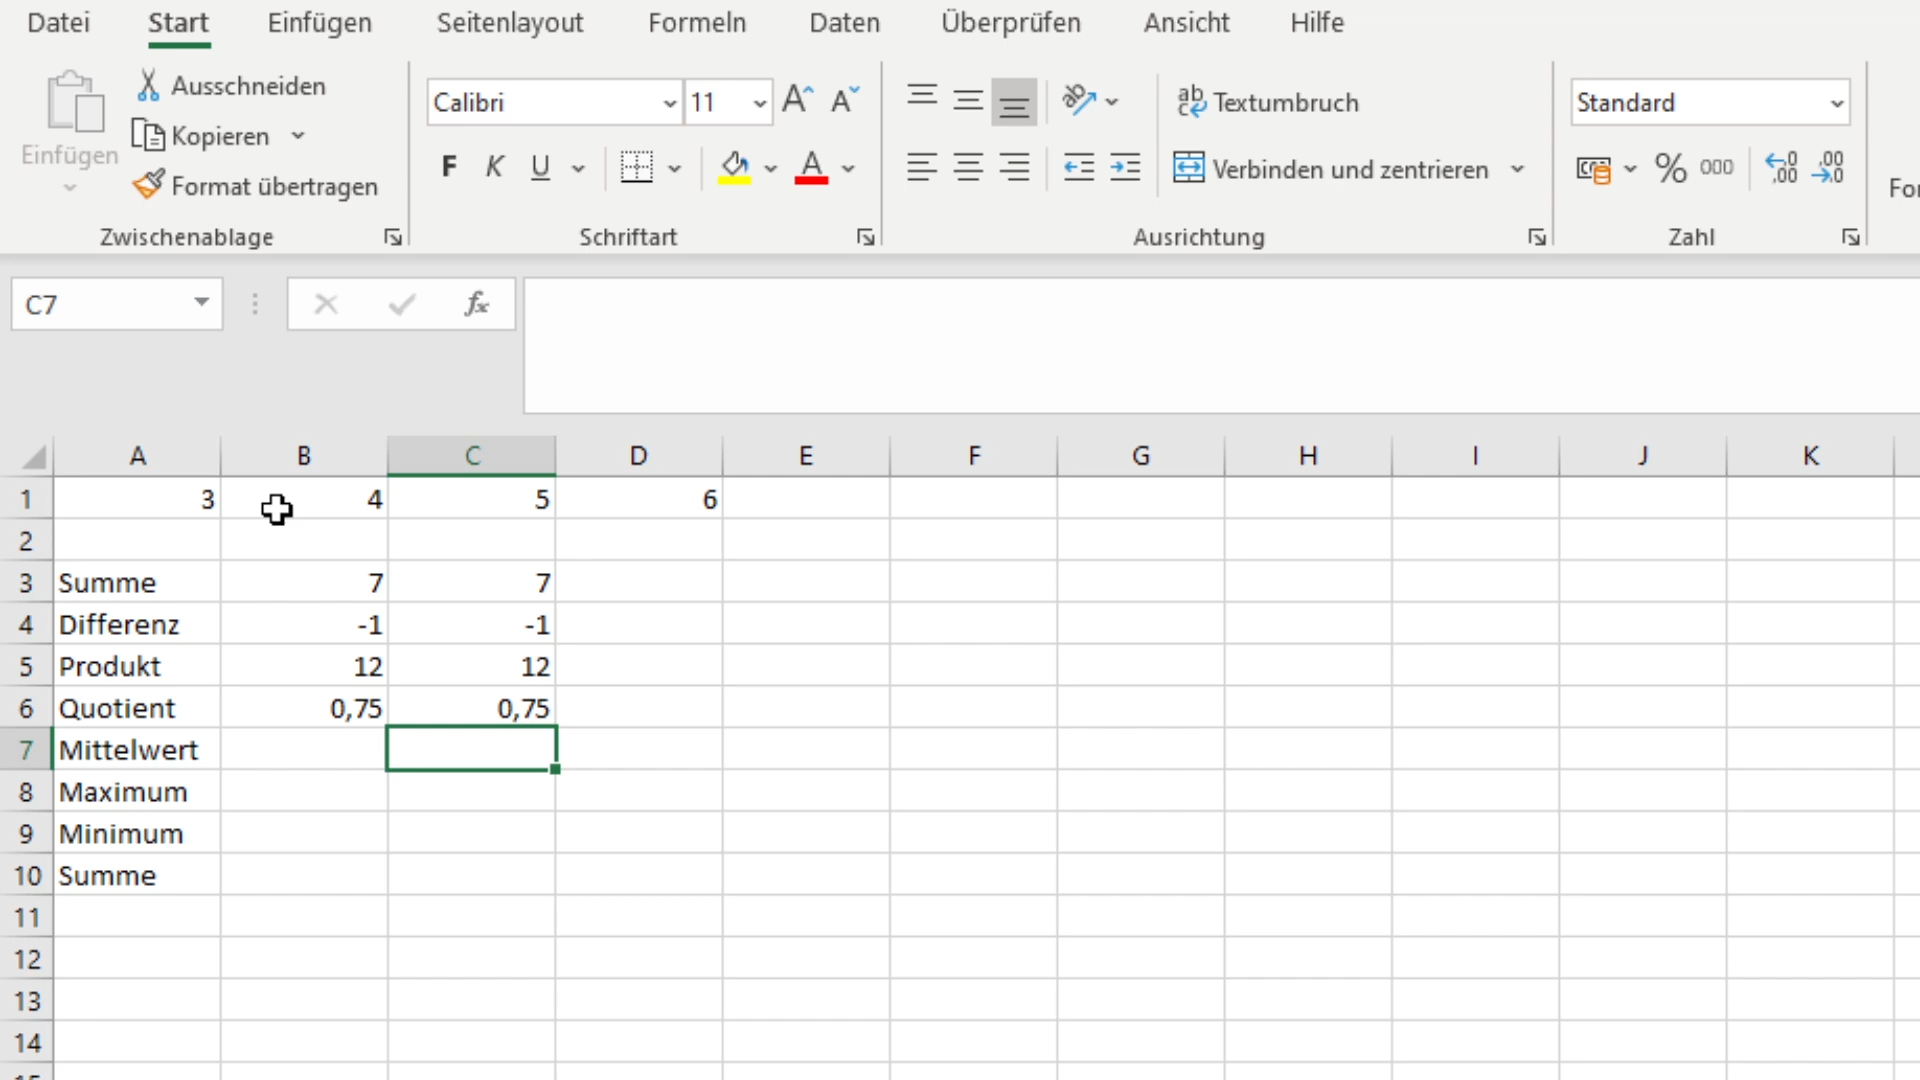 Datei Start Einfügen Seitenlayout Formeln Daten Überprüfen Ansicht Hilfe
Einfügen
Ausschneiden
Kopieren
Format übertragen
Zwischenablage
Calibri 11
F K U
Schriftart
Textumbruch
Verbinden und zentrieren
Ausrichtung
Standard
% 000
Zahl
C7
fx
A B C D E F G H I J K
1 3 4 5 6
2
3 Summe 7 7
4 Differenz -1 -1
5 Produkt 12 12
6 Quotient 0,75 0,75
7 Mittelwert
8 Maximum
9 Minimum
10 Summe
11
12
13
14